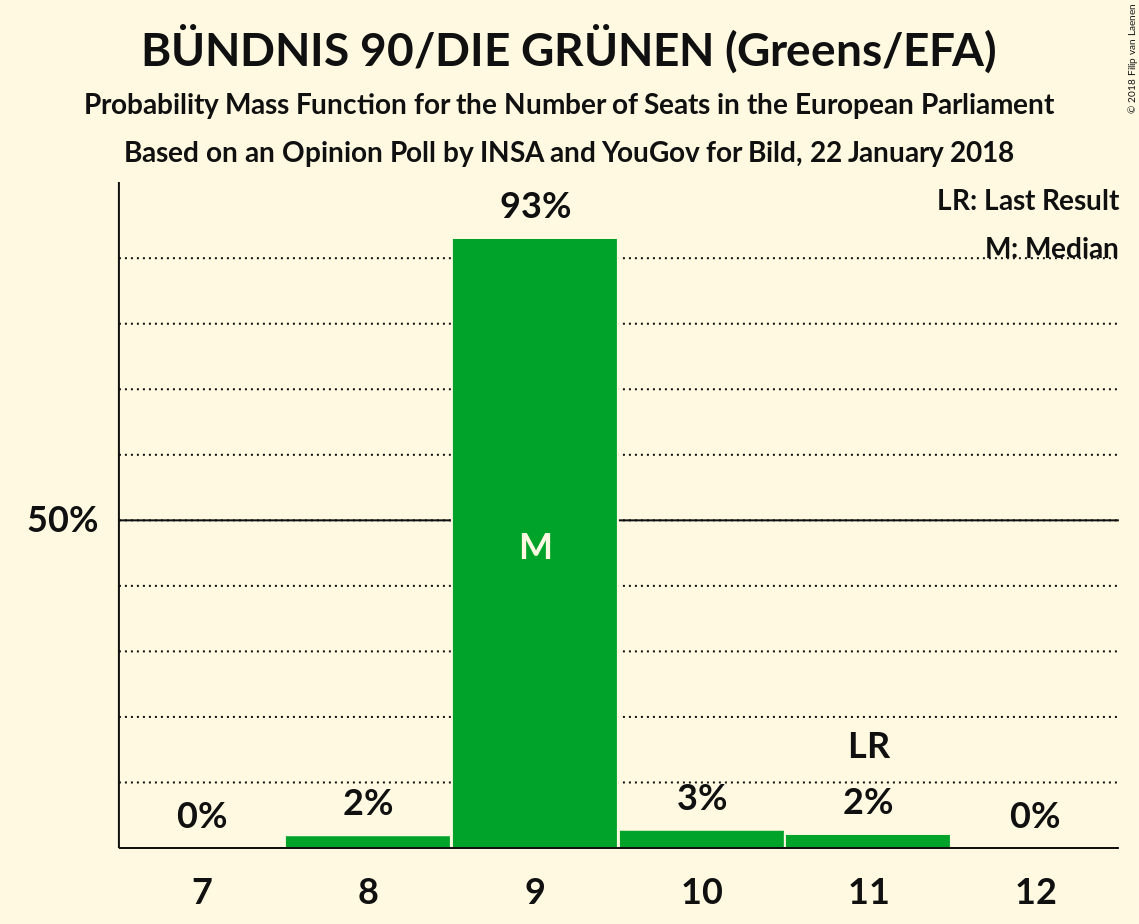 BÜNDNIS 90/DIE GRÜNEN (Greens/EFA)
Probability Mass Function for the Number of Seats in the European Parliament
Based on an Opinion Poll by INSA and YouGov for Bild, 22 January 2018
© 2018 Filip van Laenen
LR: Last Result
M: Median
93%
50%
M
LR
0%
2%
3%
2%
0%
7
8
9
10
11
12